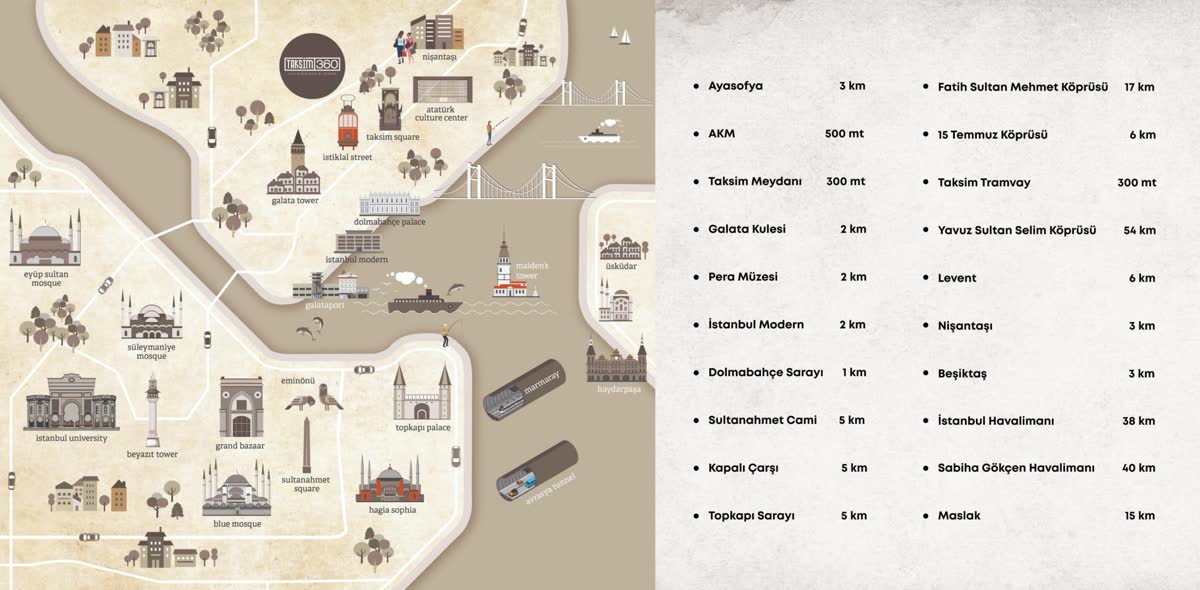 TAKSİM 360
nişantaşı
atatürk
culture center
taksim square
istiklal street
galata tower
dolmabahçe palace
istanbul modern
galataport
maiden's
tower
üsküdar
haydarpaşa
eyüp sultan
mosque
süleymaniye
mosque
istanbul university
beyazıt tower
grand bazaar
eminönü
sultanahmet
square
topkapı palace
blue mosque
hagia sophia
marmaray
avrasya tunnel
Ayasofya 3 km
AKM 500 mt
Taksim Meydanı 300 mt
Galata Kulesi 2 km
Pera Müzesi 2 km
İstanbul Modern 2 km
Dolmabahçe Sarayı 1 km
Sultanahmet Cami 5 km
Kapalı Çarşı 5 km
Topkapı Sarayı 5 km
Fatih Sultan Mehmet Köprüsü 17 km
15 Temmuz Köprüsü 6 km
Taksim Tramvay 300 mt
Yavuz Sultan Selim Köprüsü 54 km
Levent 6 km
Nişantaşı 3 km
Beşiktaş 3 km
İstanbul Havalimanı 38 km
Sabiha Gökçen Havalimanı 40 km
Maslak 15 km